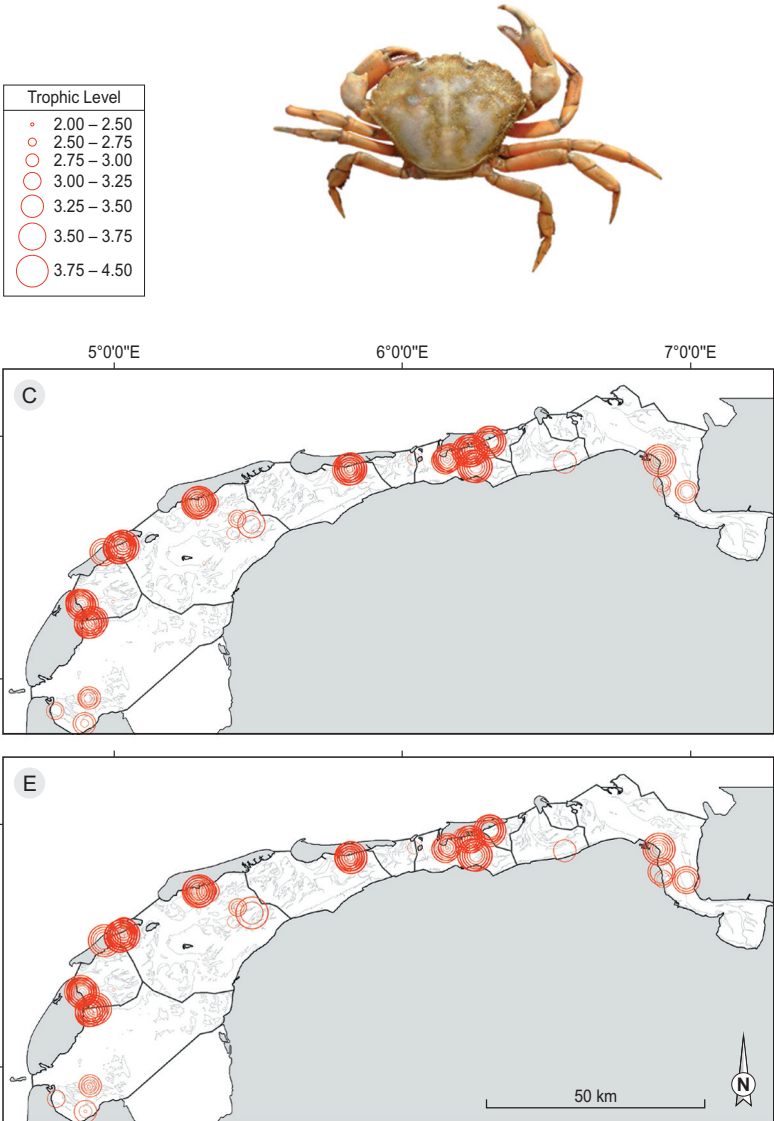 Trophic Level
2.00 – 2.50
2.50 – 2.75
2.75 – 3.00
3.00 – 3.25
3.25 – 3.50
3.50 – 3.75
3.75 – 4.50
5°0'0"E 6°0'0"E 7°0'0"E
C
E
50 km
N